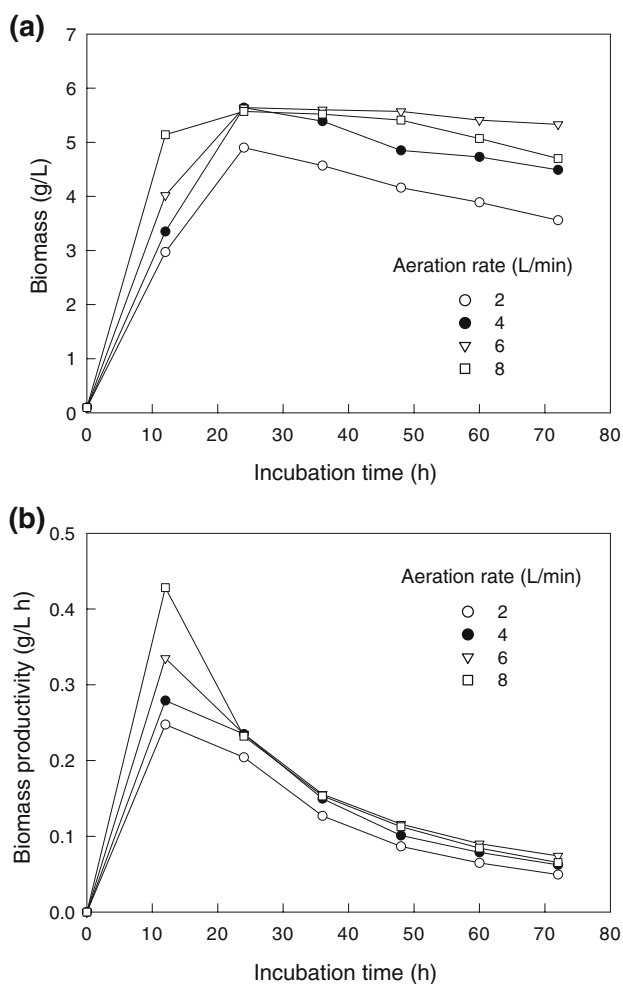 (a)
7
6
5
4
3
2
1
0
Biomass (g/L)
Aeration rate (L/min)
2
4
6
8
0 10 20 30 40 50 60 70 80
Incubation time (h)
(b)
0.5
0.4
0.3
0.2
0.1
0.0
Biomass productivity (g/L h)
Aeration rate (L/min)
2
4
6
8
0 10 20 30 40 50 60 70 80
Incubation time (h)